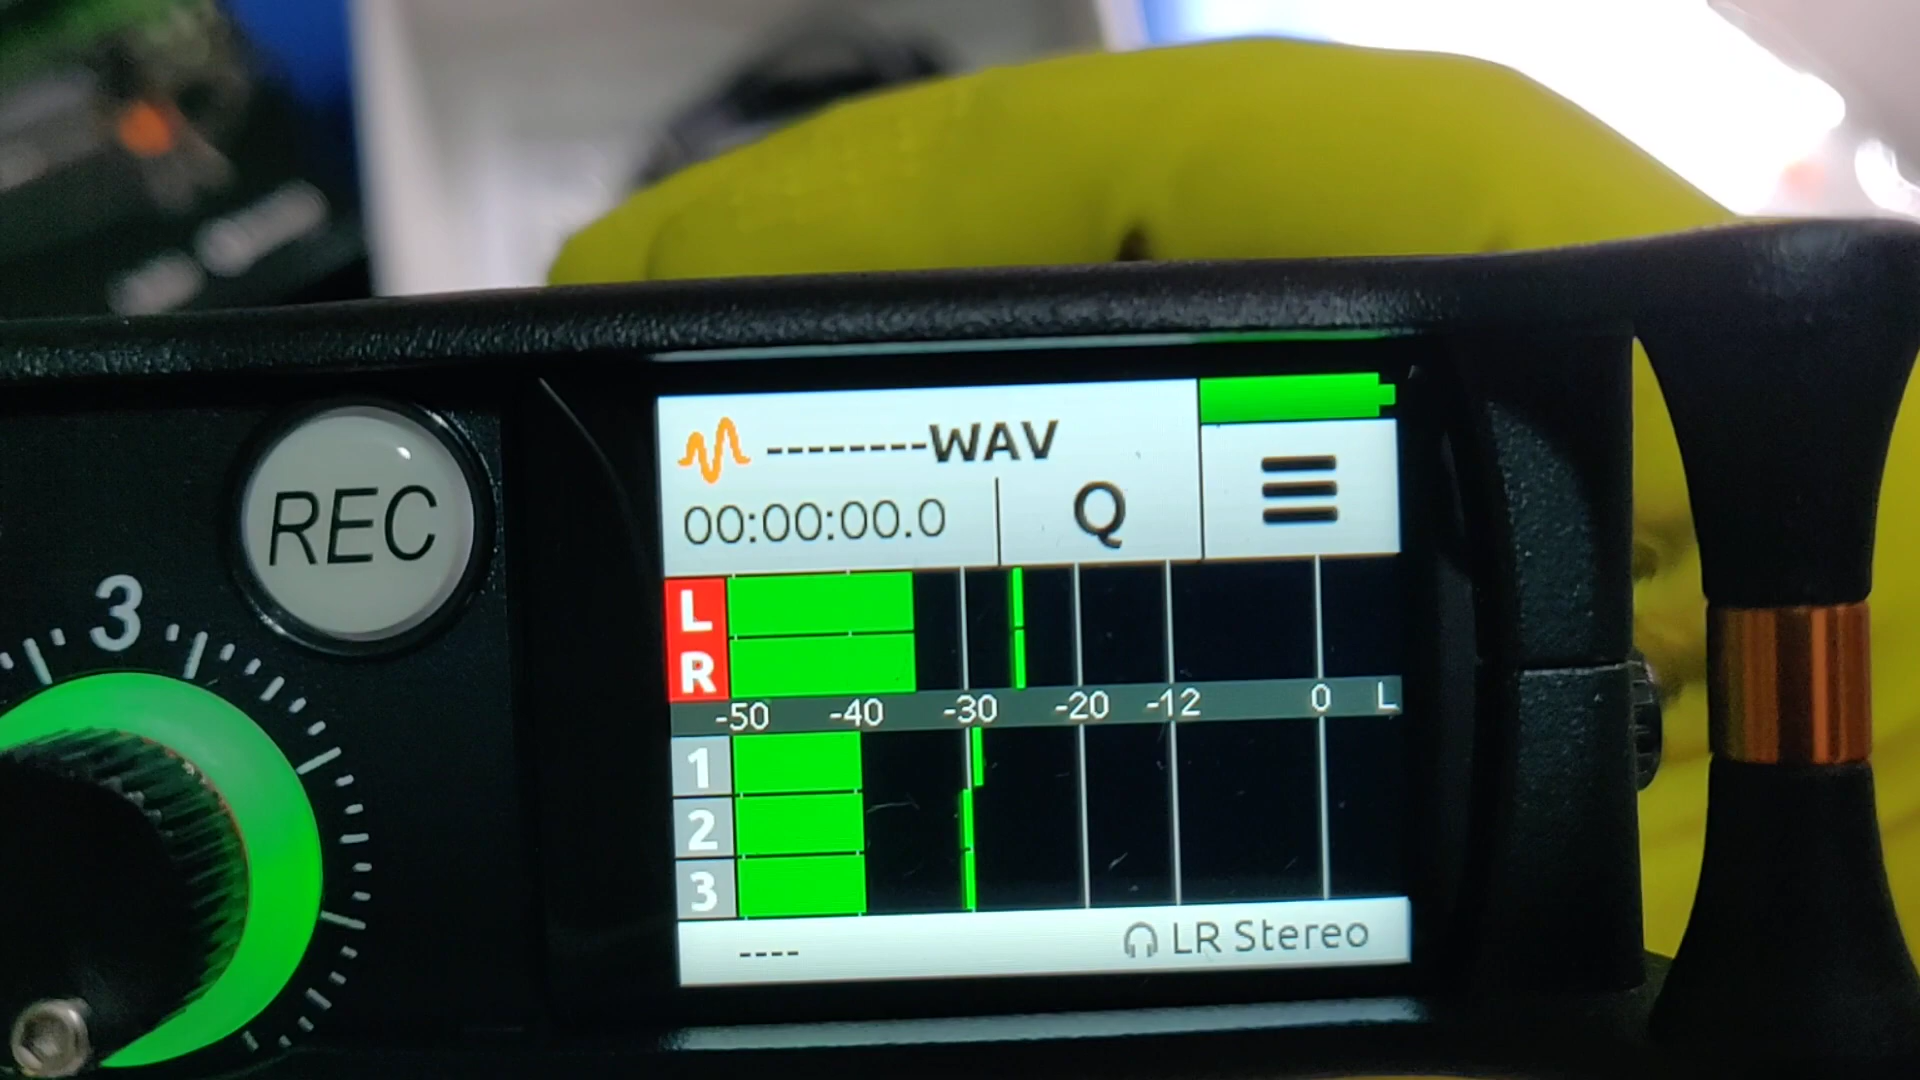 REC
3
--------WAV
00:00:00.0
Q
L
R
-50 -40 -30 -20 -12 0 L
1
2
3
----
LR Stereo